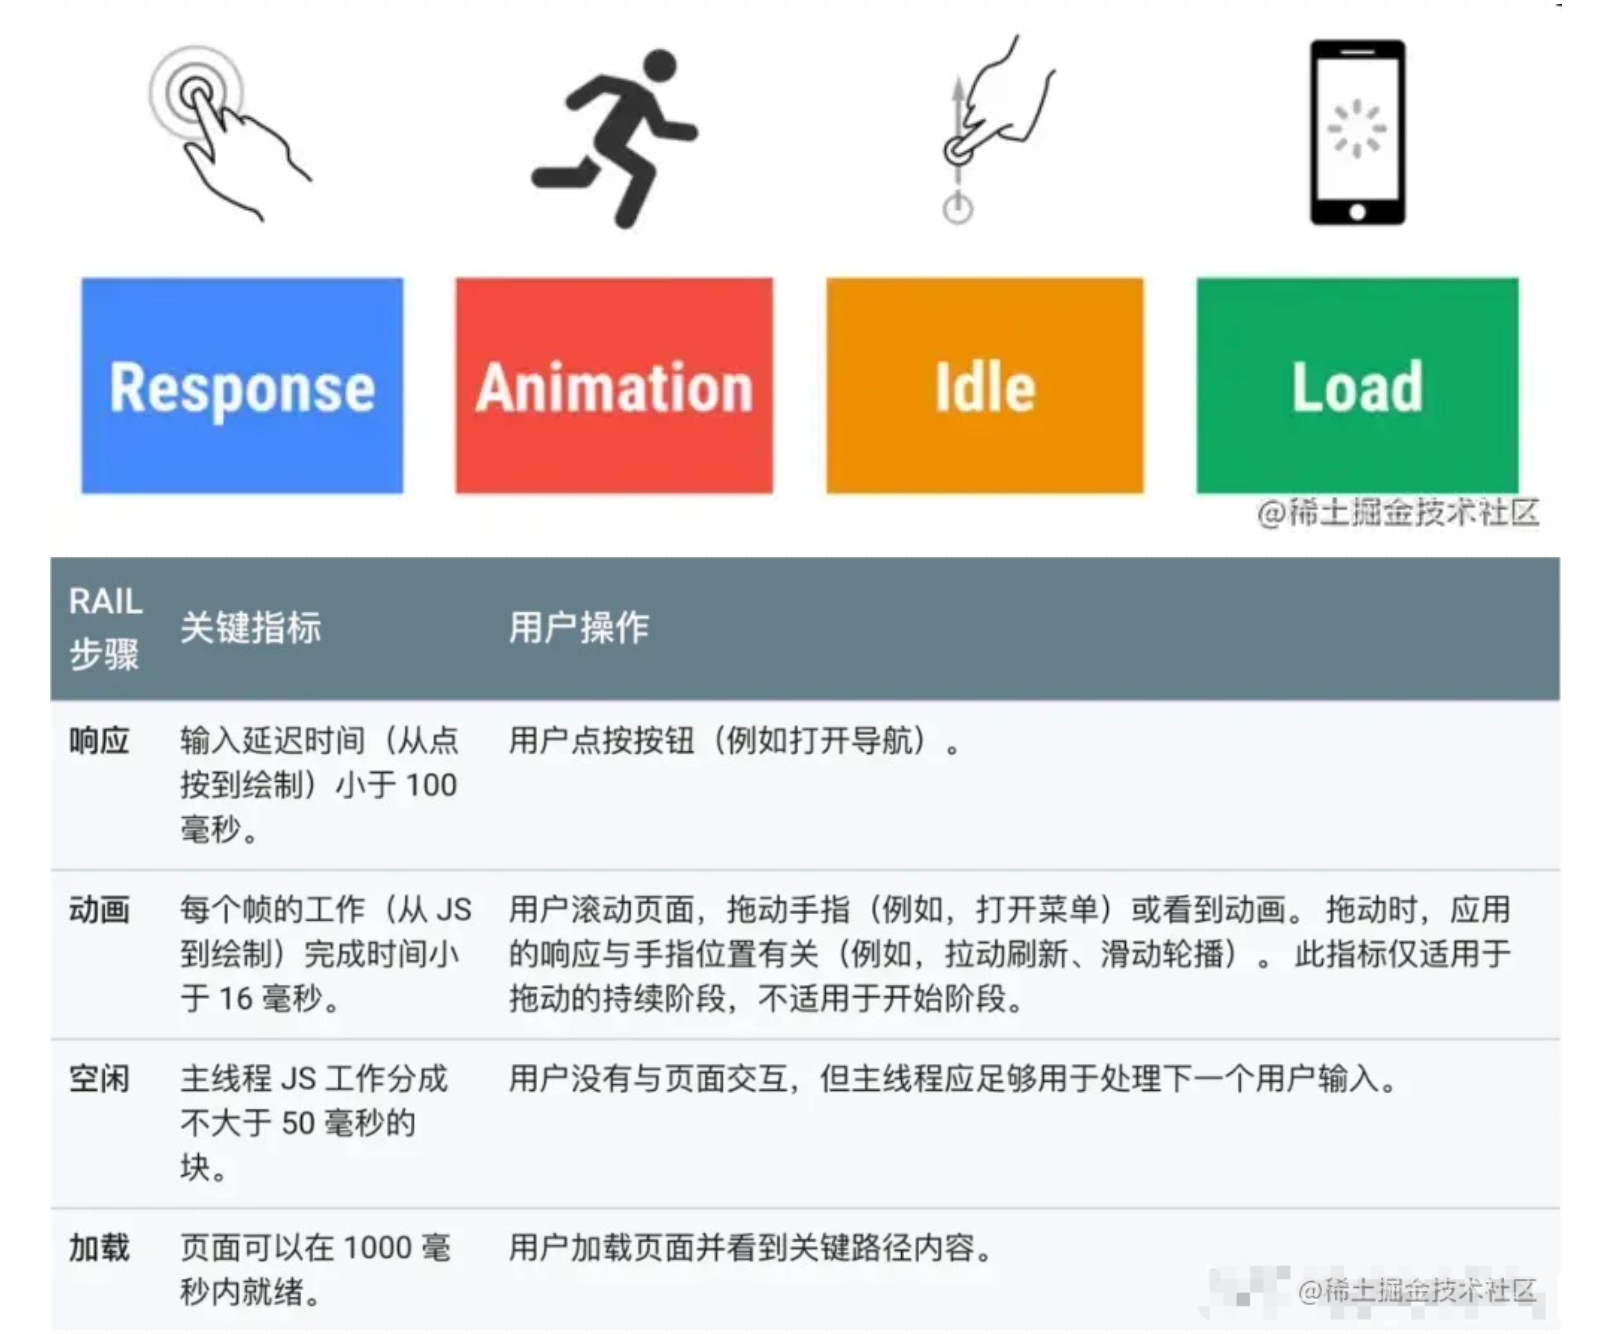 Response
Animation
Idle
Load
@稀土掘金技术社区
RAIL
步骤
关键指标
用户操作
响应
输入延迟时间（从点
按到绘制）小于 100
毫秒。
用户点按按钮（例如打开导航）。
动画
每个帧的工作（从 JS
到绘制）完成时间小
于 16 毫秒。
用户滚动页面，拖动手指（例如，打开菜单）或看到动画。 拖动时，应用
的响应与手指位置有关（例如，拉动刷新、滑动轮播）。 此指标仅适用于
拖动的持续阶段，不适用于开始阶段。
空闲
主线程 JS 工作分成
不大于 50 毫秒的
块。
用户没有与页面交互，但主线程应足够用于处理下一个用户输入。
加载
页面可以在 1000 毫
秒内就绪。
用户加载页面并看到关键路径内容。
@稀土掘金技术社区